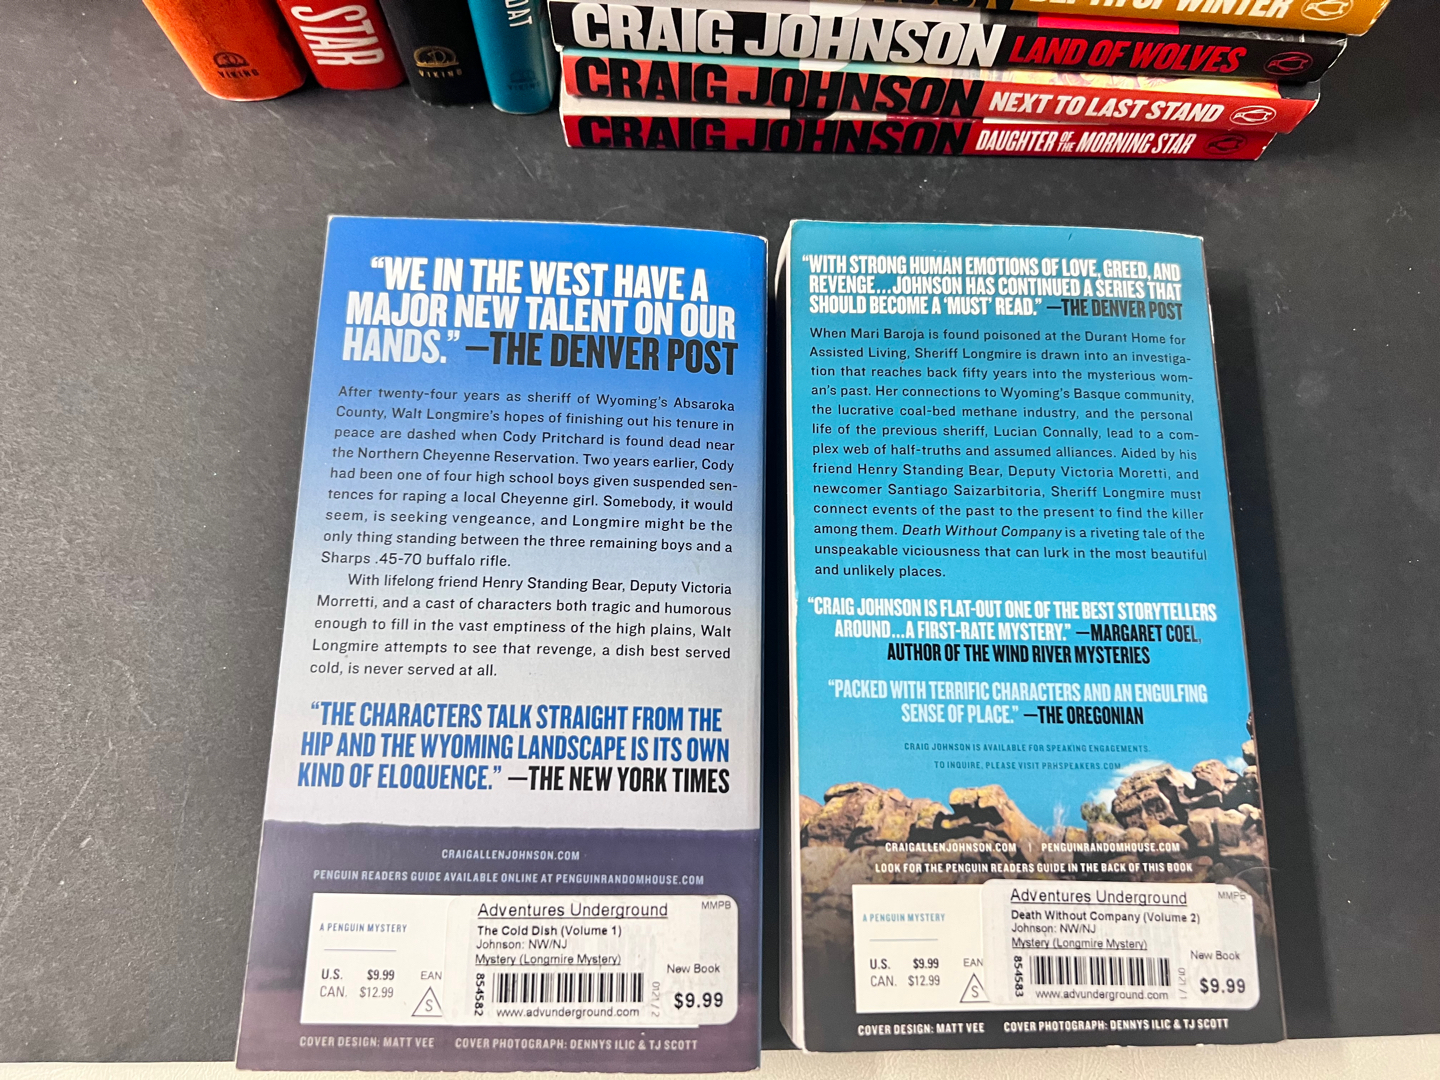 VIKING
STAR
VIKING
OAT
VIKING
DEPTH OF WINTER
CRAIG JOHNSON LAND OF WOLVES
CRAIG JOHNSON NEXT TO LAST STAND
CRAIG JOHNSON DAUGHTER OF THE MORNING STAR
“WE IN THE WEST HAVE A
MAJOR NEW TALENT ON OUR
HANDS.” —THE DENVER POST
After twenty-four years as sheriff of Wyoming’s Absaroka
County, Walt Longmire’s hopes of finishing out his tenure in
peace are dashed when Cody Pritchard is found dead near
the Northern Cheyenne Reservation. Two years earlier, Cody
had been one of four high school boys given suspended sen-
tences for raping a local Cheyenne girl. Somebody, it would
seem, is seeking vengeance, and Longmire might be the
only thing standing between the three remaining boys and a
Sharps .45-70 buffalo rifle.
With lifelong friend Henry Standing Bear, Deputy Victoria
Morretti, and a cast of characters both tragic and humorous
enough to fill in the vast emptiness of the high plains, Walt
Longmire attempts to see that revenge, a dish best served
cold, is never served at all.
“THE CHARACTERS TALK STRAIGHT FROM THE
HIP AND THE WYOMING LANDSCAPE IS ITS OWN
KIND OF ELOQUENCE.” —THE NEW YORK TIMES
CRAIGALLENJOHNSON.COM
PENGUIN READERS GUIDE AVAILABLE ONLINE AT PENGUINRANDOMHOUSE.COM
A PENGUIN MYSTERY
U.S. $9.99
CAN. $12.99
EAN
S
Adventures Underground
MMPB
The Cold Dish (Volume 1)
Johnson: NW/NJ
Mystery (Longmire Mystery)
854582
New Book
0121 / 2
$9.99
www.advunderground.com
COVER DESIGN: MATT VEE COVER PHOTOGRAPH: DENNYS ILIC & TJ SCOTT
“WITH STRONG HUMAN EMOTIONS OF LOVE, GREED, AND
REVENGE...JOHNSON HAS CONTINUED A SERIES THAT
SHOULD BECOME A ‘MUST’ READ.” —THE DENVER POST
When Mari Baroja is found poisoned at the Durant Home for
Assisted Living, Sheriff Longmire is drawn into an investiga-
tion that reaches back fifty years into the mysterious wom-
an’s past. Her connections to Wyoming’s Basque community,
the lucrative coal-bed methane industry, and the personal
life of the previous sheriff, Lucian Connally, lead to a com-
plex web of half-truths and assumed alliances. Aided by his
friend Henry Standing Bear, Deputy Victoria Moretti, and
newcomer Santiago Saizarbitoria, Sheriff Longmire must
connect events of the past to the present to find the killer
among them. Death Without Company is a riveting tale of the
unspeakable viciousness that can lurk in the most beautiful
and unlikely places.
“CRAIG JOHNSON IS FLAT-OUT ONE OF THE BEST STORYTELLERS
AROUND...A FIRST-RATE MYSTERY.” —MARGARET COEL,
AUTHOR OF THE WIND RIVER MYSTERIES
“PACKED WITH TERRIFIC CHARACTERS AND AN ENGULFING
SENSE OF PLACE.” —THE OREGONIAN
CRAIG JOHNSON IS AVAILABLE FOR SPEAKING ENGAGEMENTS.
TO INQUIRE, PLEASE VISIT PRHSPEAKERS.COM
CRAIGALLENJOHNSON.COM | PENGUINRANDOMHOUSE.COM
LOOK FOR THE PENGUIN READERS GUIDE IN THE BACK OF THIS BOOK
A PENGUIN MYSTERY
U.S. $9.99
CAN. $12.99
EAN
S
Adventures Underground
MMPB
Death Without Company (Volume 2)
Johnson: NW/NJ
Mystery (Longmire Mystery)
854583
New Book
0121 / 1
$9.99
www.advunderground.com
COVER DESIGN: MATT VEE COVER PHOTOGRAPH: DENNYS ILIC & TJ SCOTT